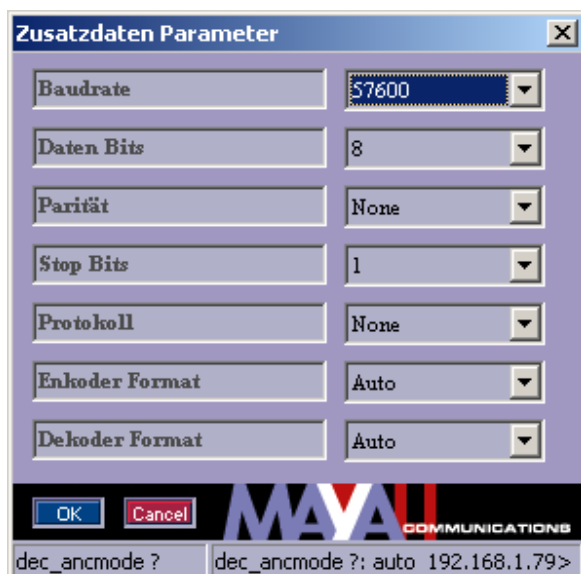 Zusatzdaten Parameter
Baudrate 57600
Daten Bits 8
Parität None
Stop Bits 1
Protokoll None
Enkoder Format Auto
Dekoder Format Auto
OK Cancel MAYAH COMMUNICATIONS
dec_ancmode ? dec_ancmode ?: auto 192.168.1.79>